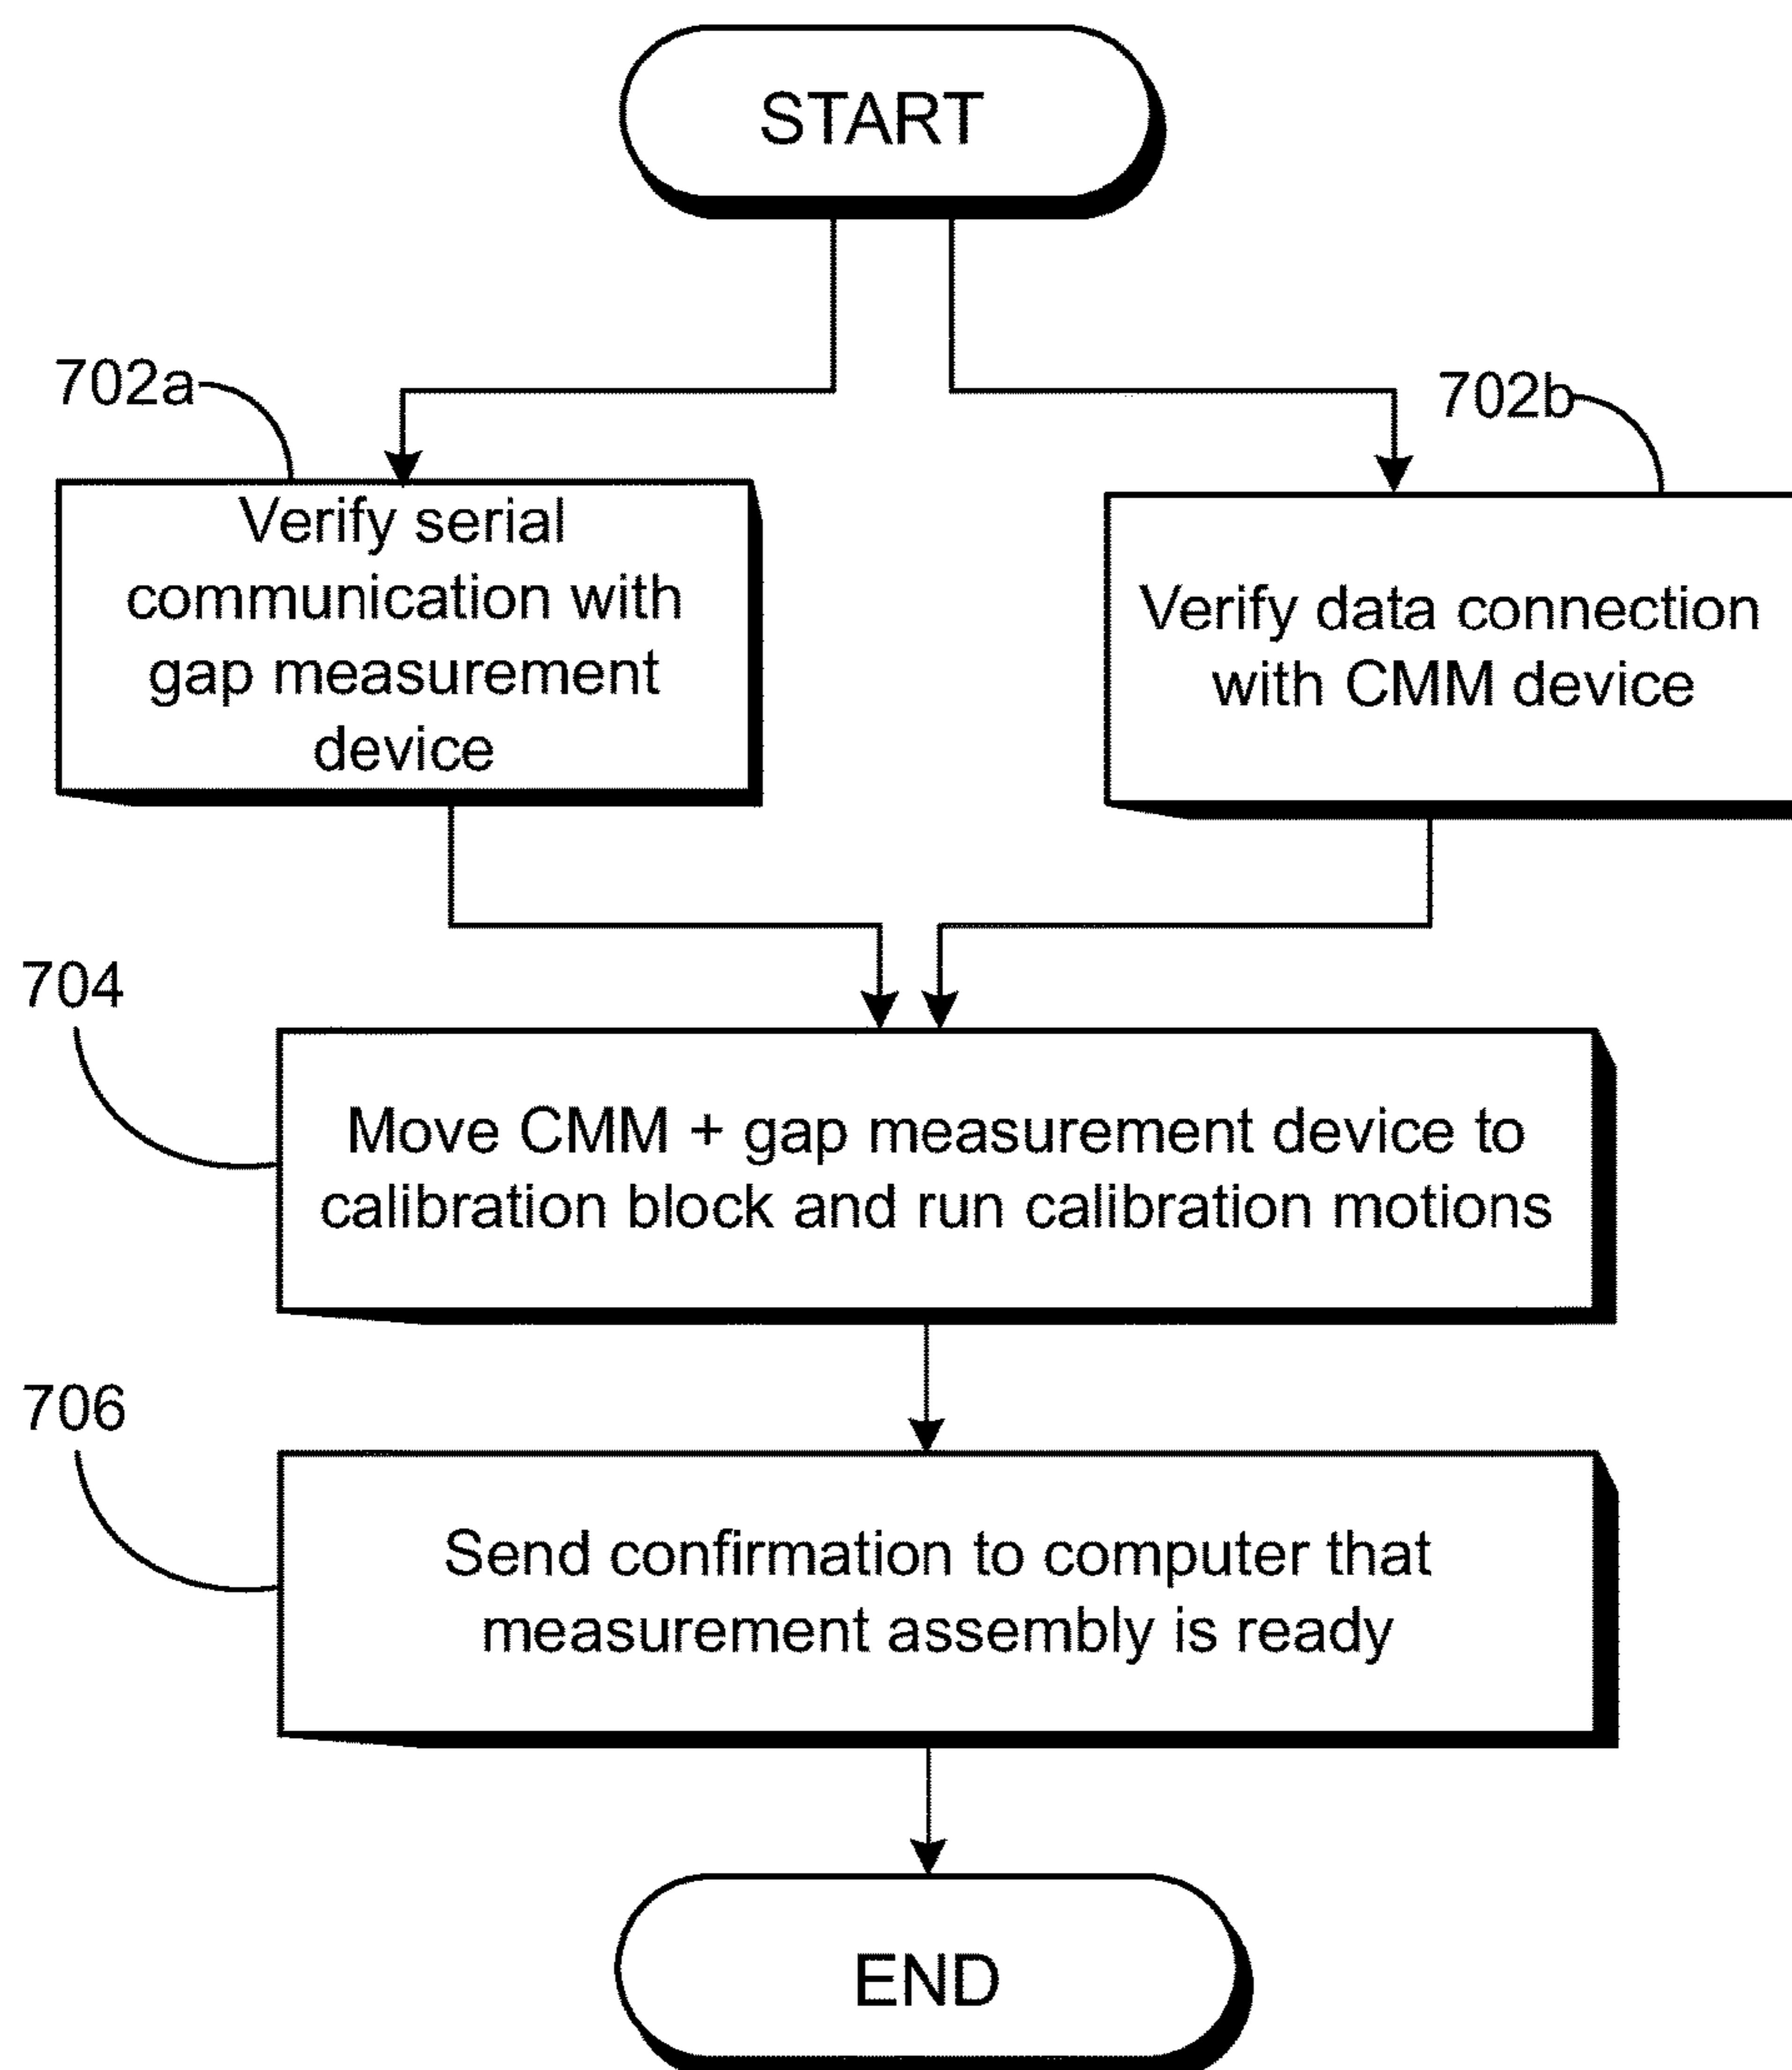 START
702a
702b
Verify serial
communication with
gap measurement
device
Verify data connection
with CMM device
704
Move CMM + gap measurement device to
calibration block and run calibration motions
706
Send confirmation to computer that
measurement assembly is ready
END